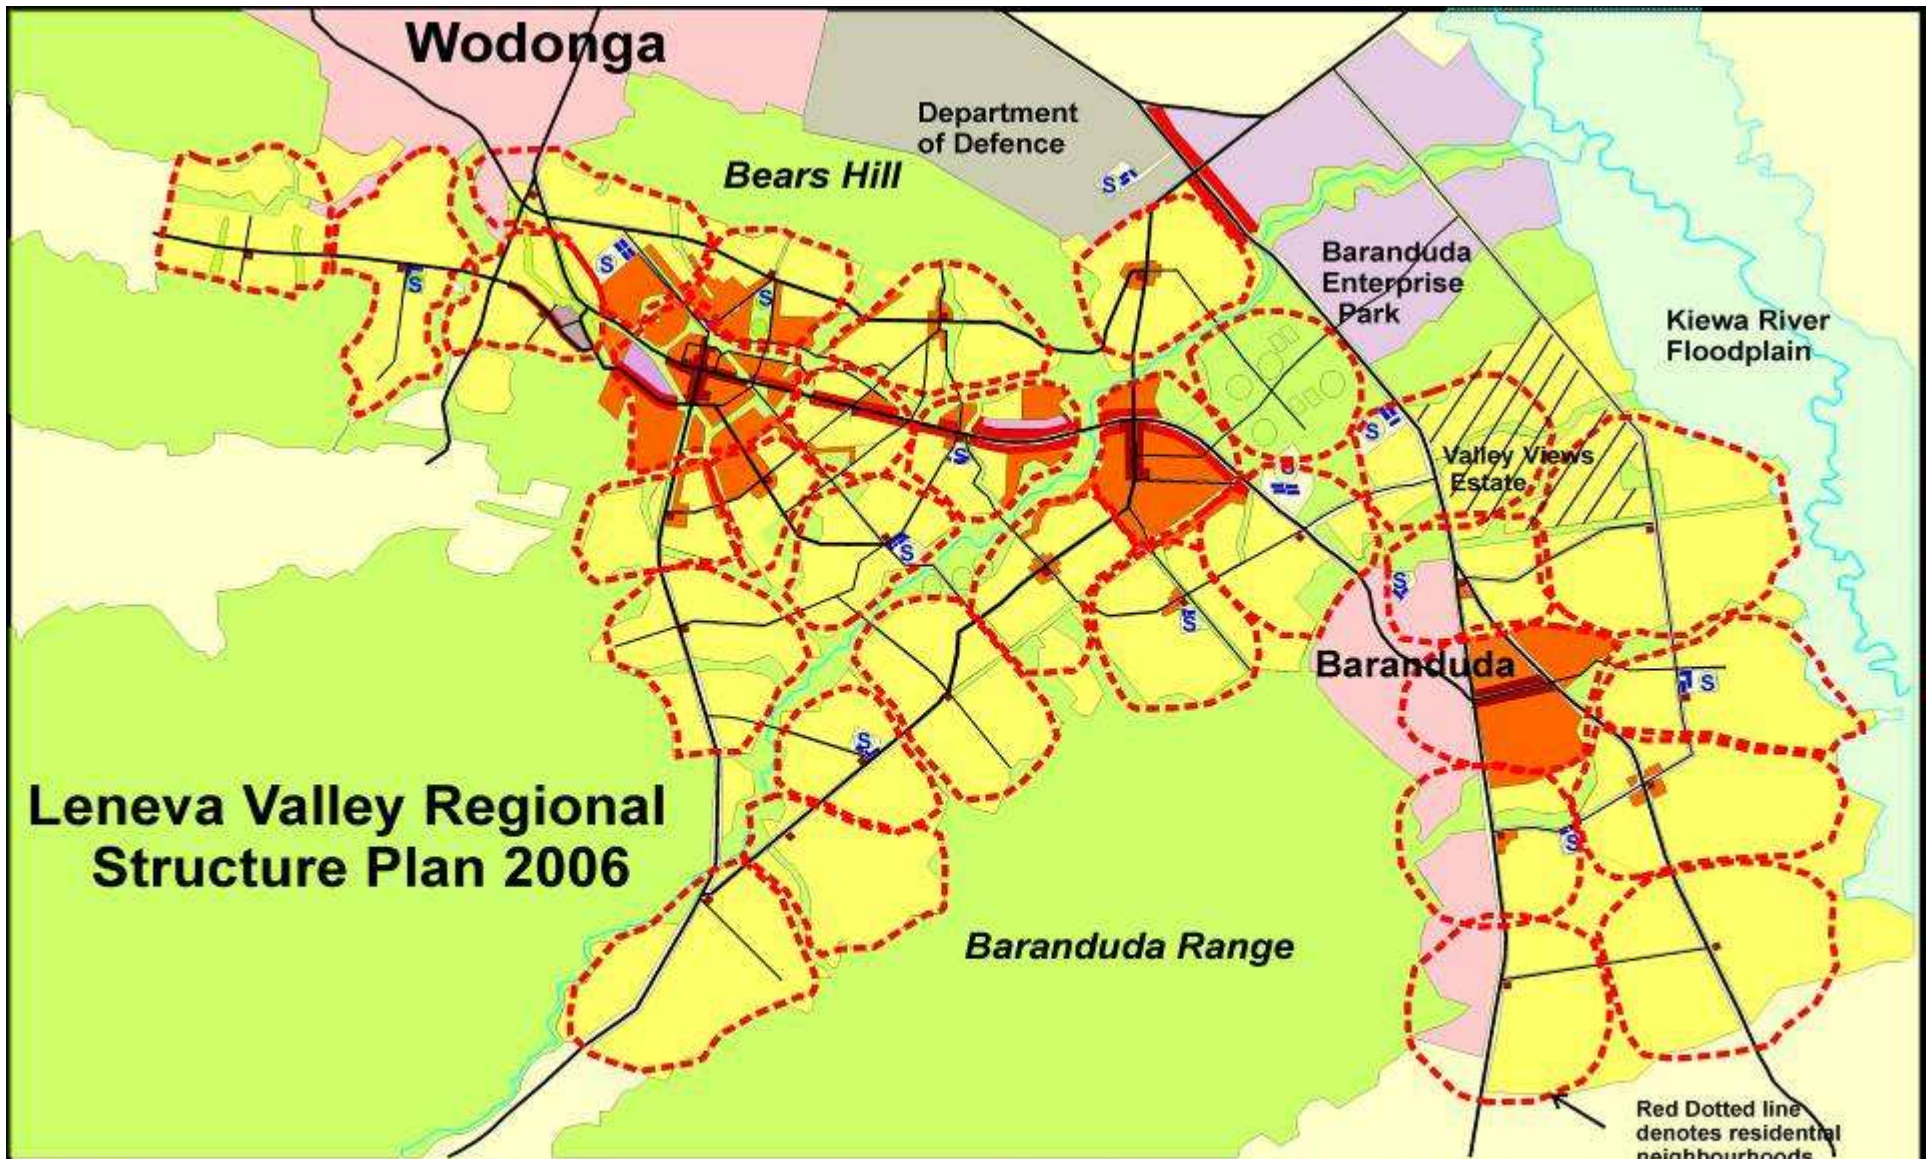 Wodonga
Department
of Defence
Bears Hill
S
Baranduda
Enterprise
Park
Kiewa River
Floodplain
S
S
S
S
Valley Views
Estate
S
S
S
S
Baranduda
S
S
Leneva Valley Regional
Structure Plan 2006
S
Baranduda Range
Red Dotted line
denotes residential
neighbourhoods